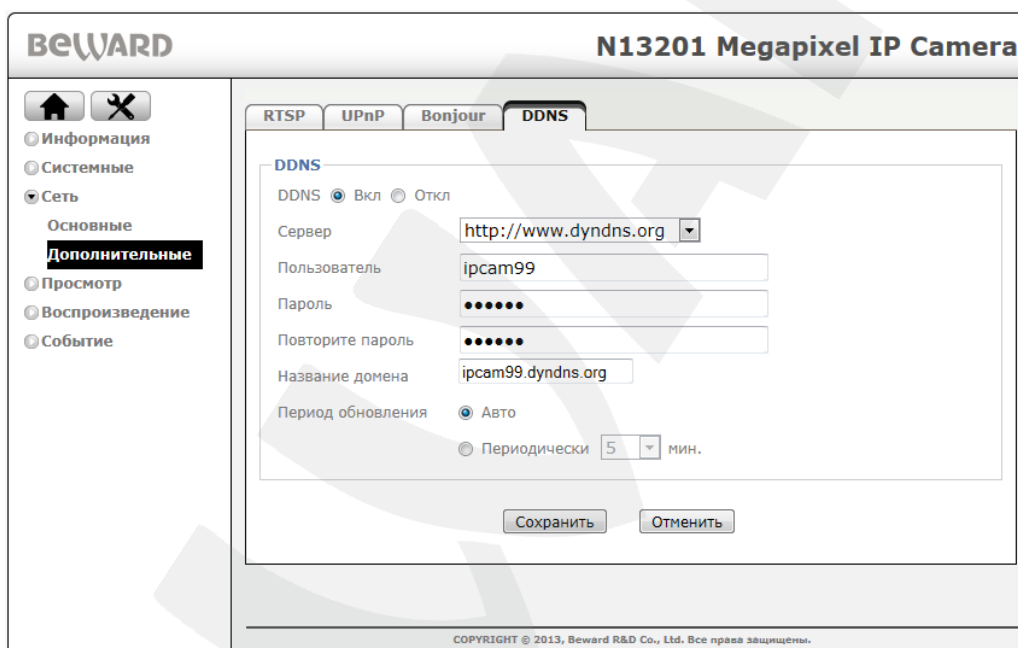 BEWARD
N13201 Megapixel IP Camera
RTSP UPnP Bonjour DDNS
Информация
Системные
Сеть
Основные
Дополнительные
Просмотр
Воспроизведение
Событие
DDNS
DDNS Вкл Откл
Сервер http://www.dyndns.org
Пользователь ipcam99
Пароль ●●●●●●
Повторите пароль ●●●●●●
Название домена ipcam99.dyndns.org
Период обновления Авто
Периодически 5 мин.
Сохранить Отменить
COPYRIGHT © 2013, Beward R&D Co., Ltd. Все права защищены.